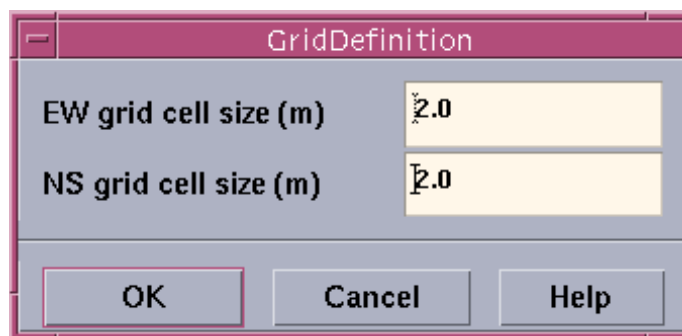 GridDefinition
EW grid cell size (m) 2.0
NS grid cell size (m) 2.0
OK Cancel Help